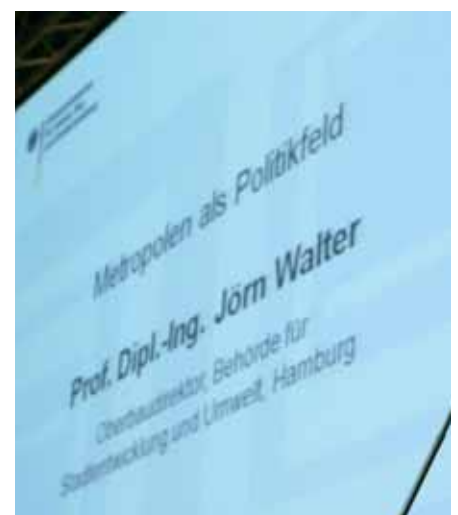 Metropolen als Politikfeld
Prof. Dipl.-Ing. Jörn Walter
Oberbaudirektor, Behörde für
Stadtentwicklung und Umwelt, Hamburg